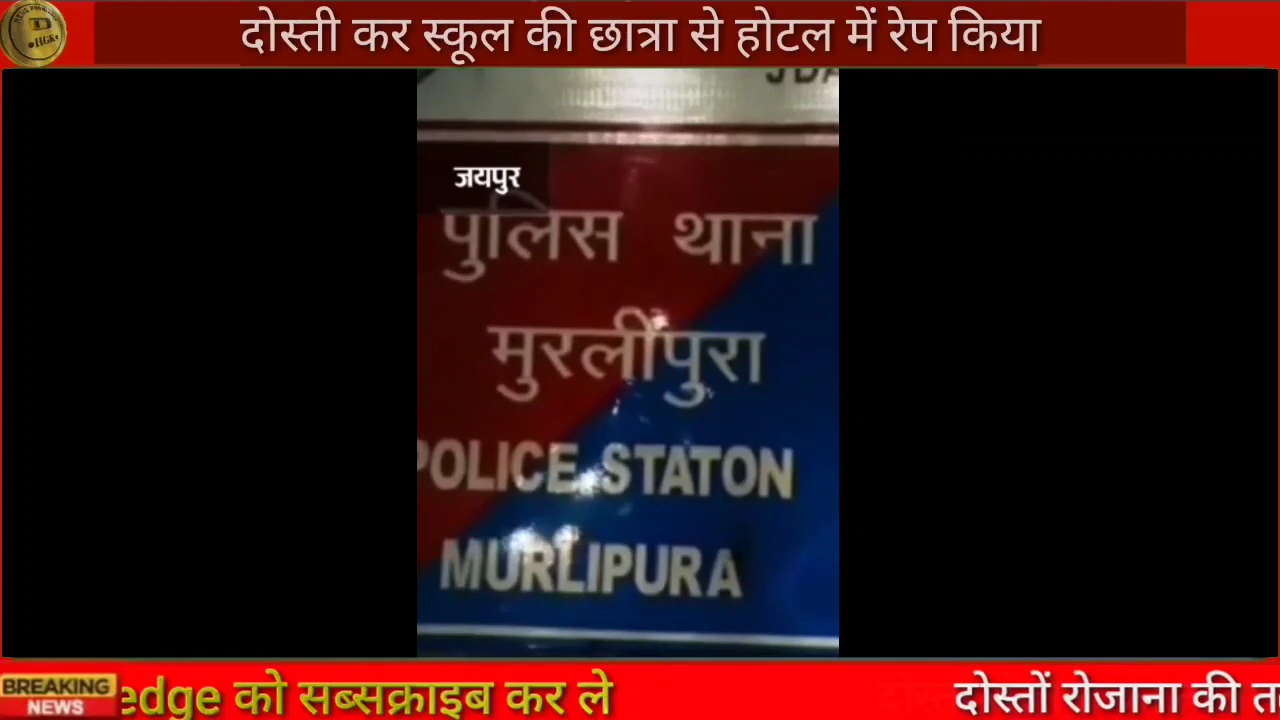 दोस्ती कर स्कूल की छात्रा से होटल में रेप किया
जयपुर
पुलिस थाना
मुरलीपुरा
POLICE STATON
MURLIPURA
BREAKING
NEWS
edge को सब्सक्राइब कर ले
दोस्तों रोजाना की